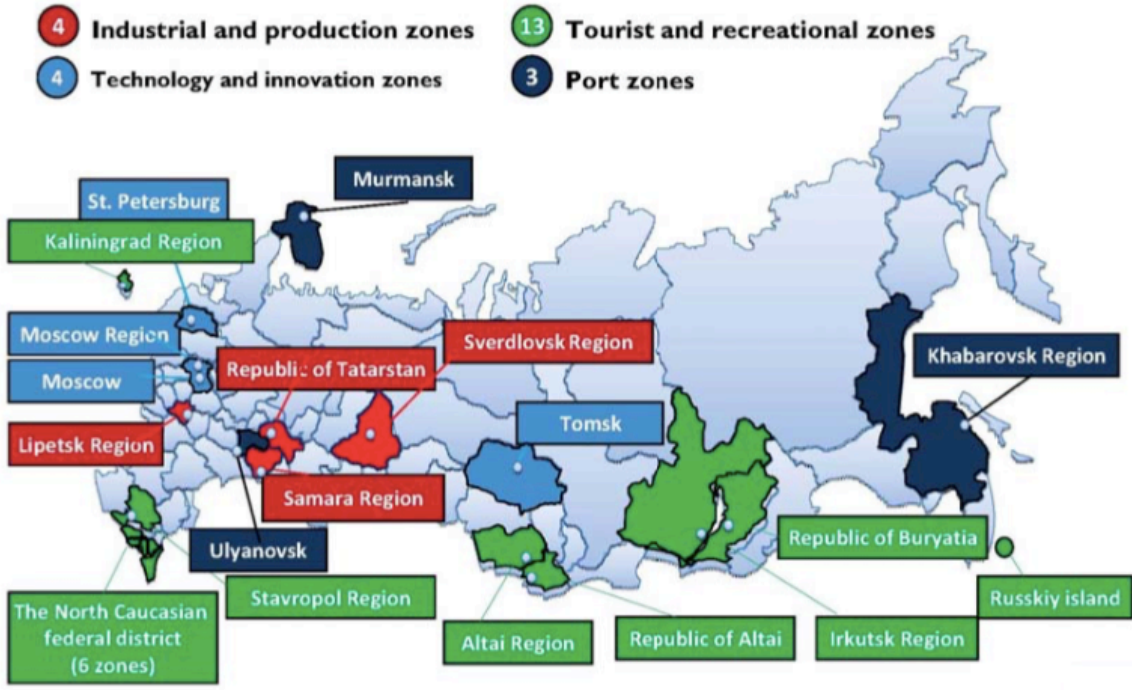 4 Industrial and production zones
13 Tourist and recreational zones
4 Technology and innovation zones
3 Port zones
Murmansk
St. Petersburg
Kaliningrad Region
Moscow Region
Sverdlovsk Region
Republic of Tatarstan
Khabarovsk Region
Moscow
Tomsk
Lipetsk Region
Samara Region
Ulyanovsk
Republic of Buryatia
Stavropol Region
Russkiy island
The North Caucasian
federal district
(6 zones)
Altai Region
Republic of Altai
Irkutsk Region